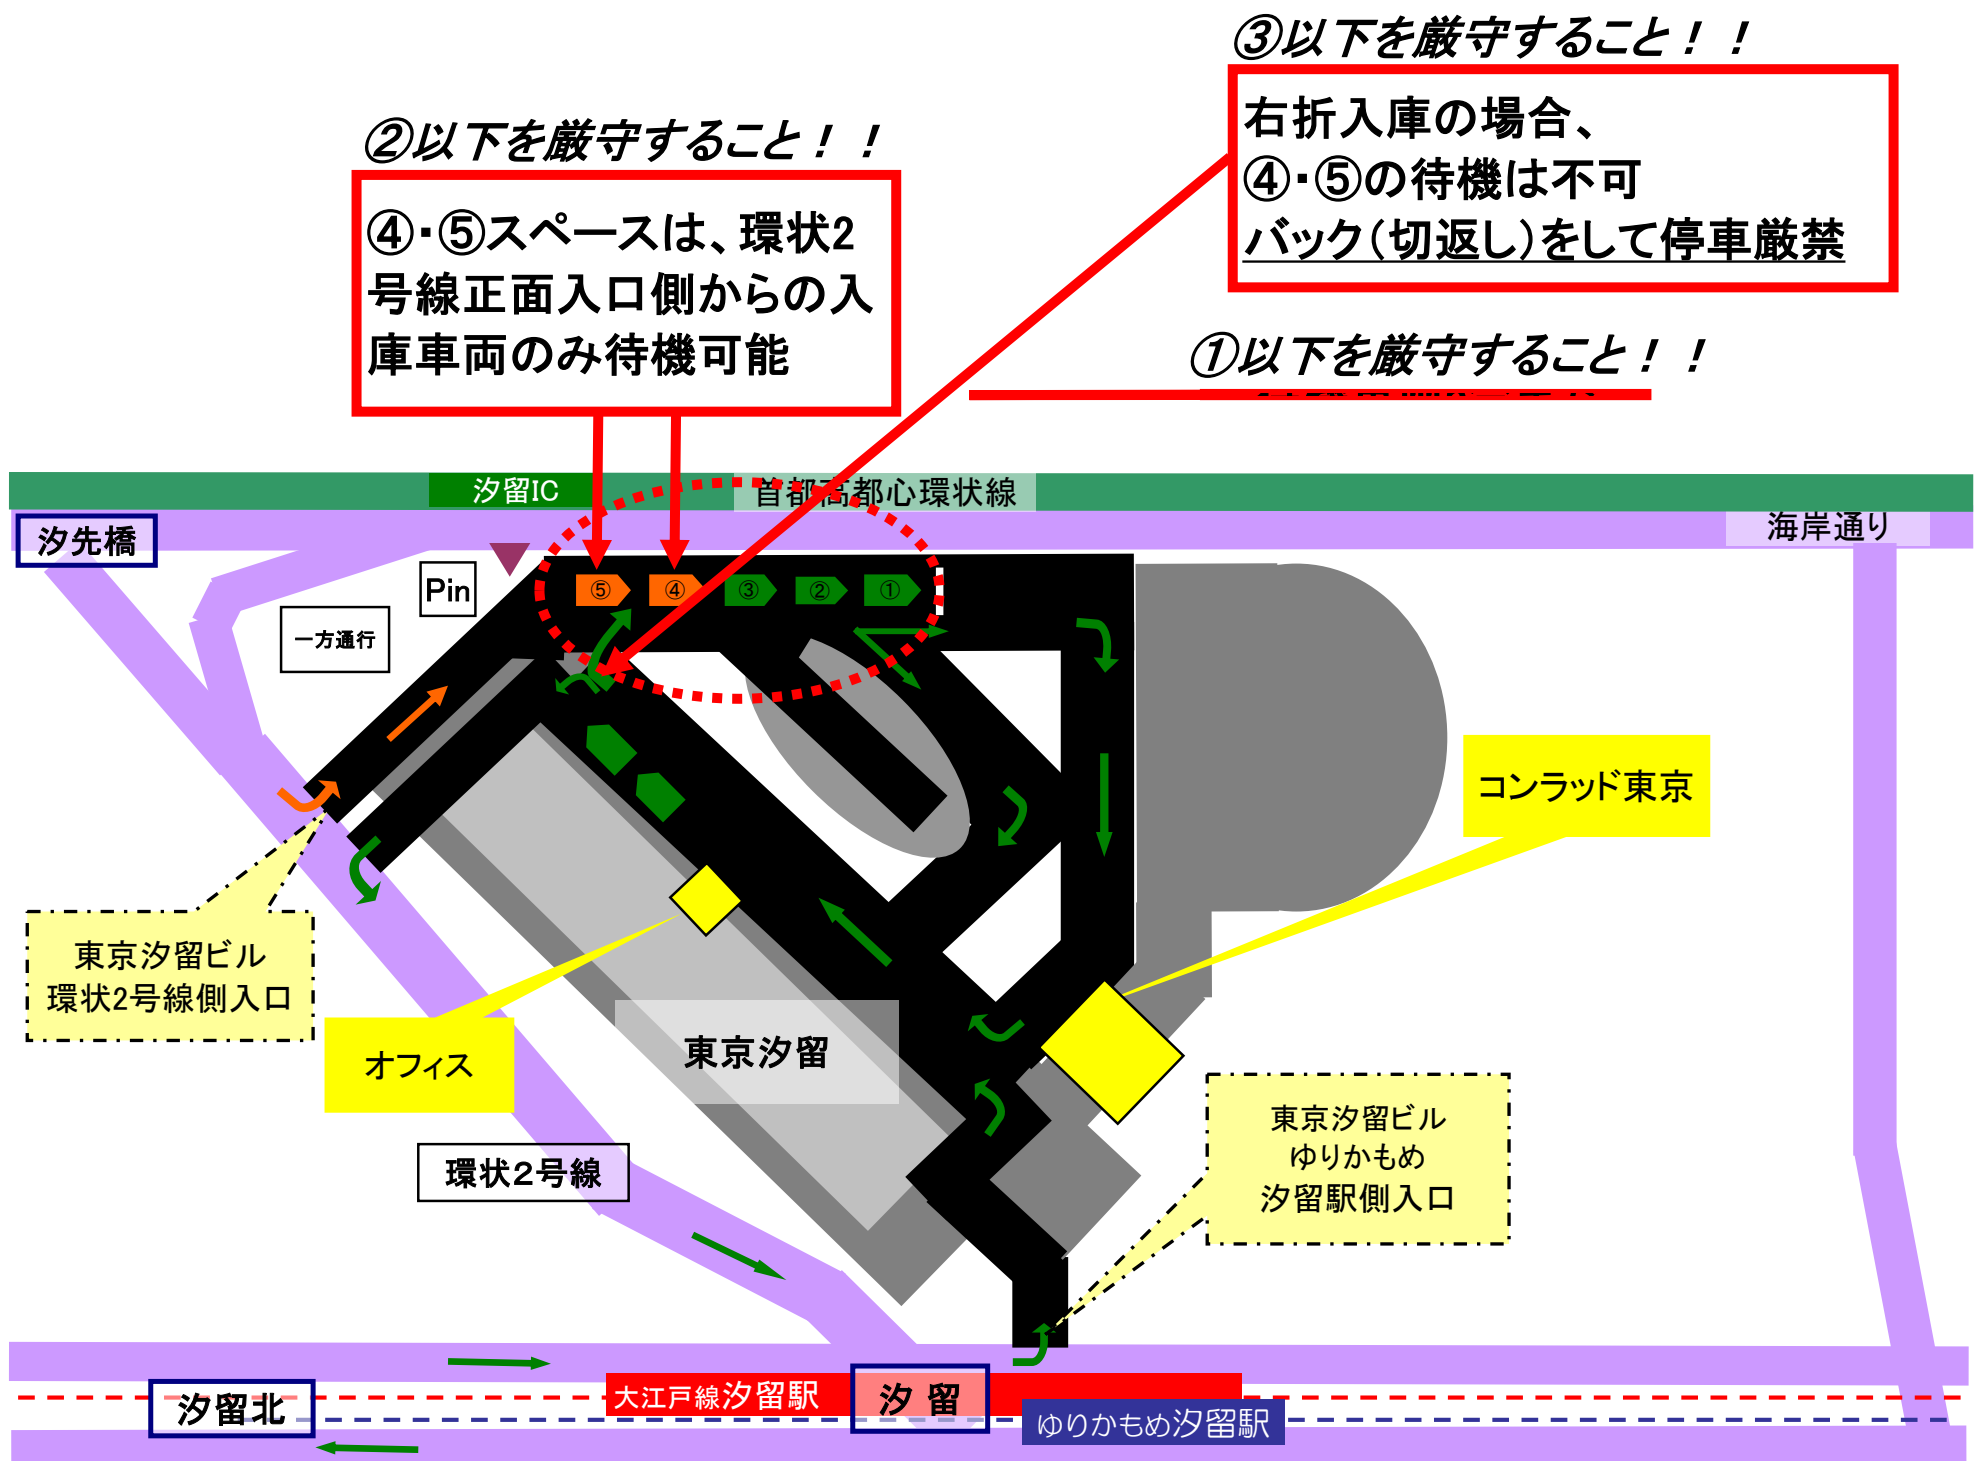 ③以下を厳守すること！！
右折入庫の場合、
④・⑤の待機は不可
バック（切返し）をして停車厳禁
②以下を厳守すること！！
④・⑤スペースは、環状2
号線正面入口側からの入
庫車両のみ待機可能
①以下を厳守すること！！
汐留IC
首都高都心環状線
海岸通り
汐先橋
Pin
⑤
④
③
②
①
一方通行
コンラッド東京
東京汐留ビル
環状2号線側入口
オフィス
東京汐留
東京汐留ビル
ゆりかもめ
汐留駅側入口
環状2号線
大江戸線汐留駅
汐留
汐留北
ゆりかもめ汐留駅